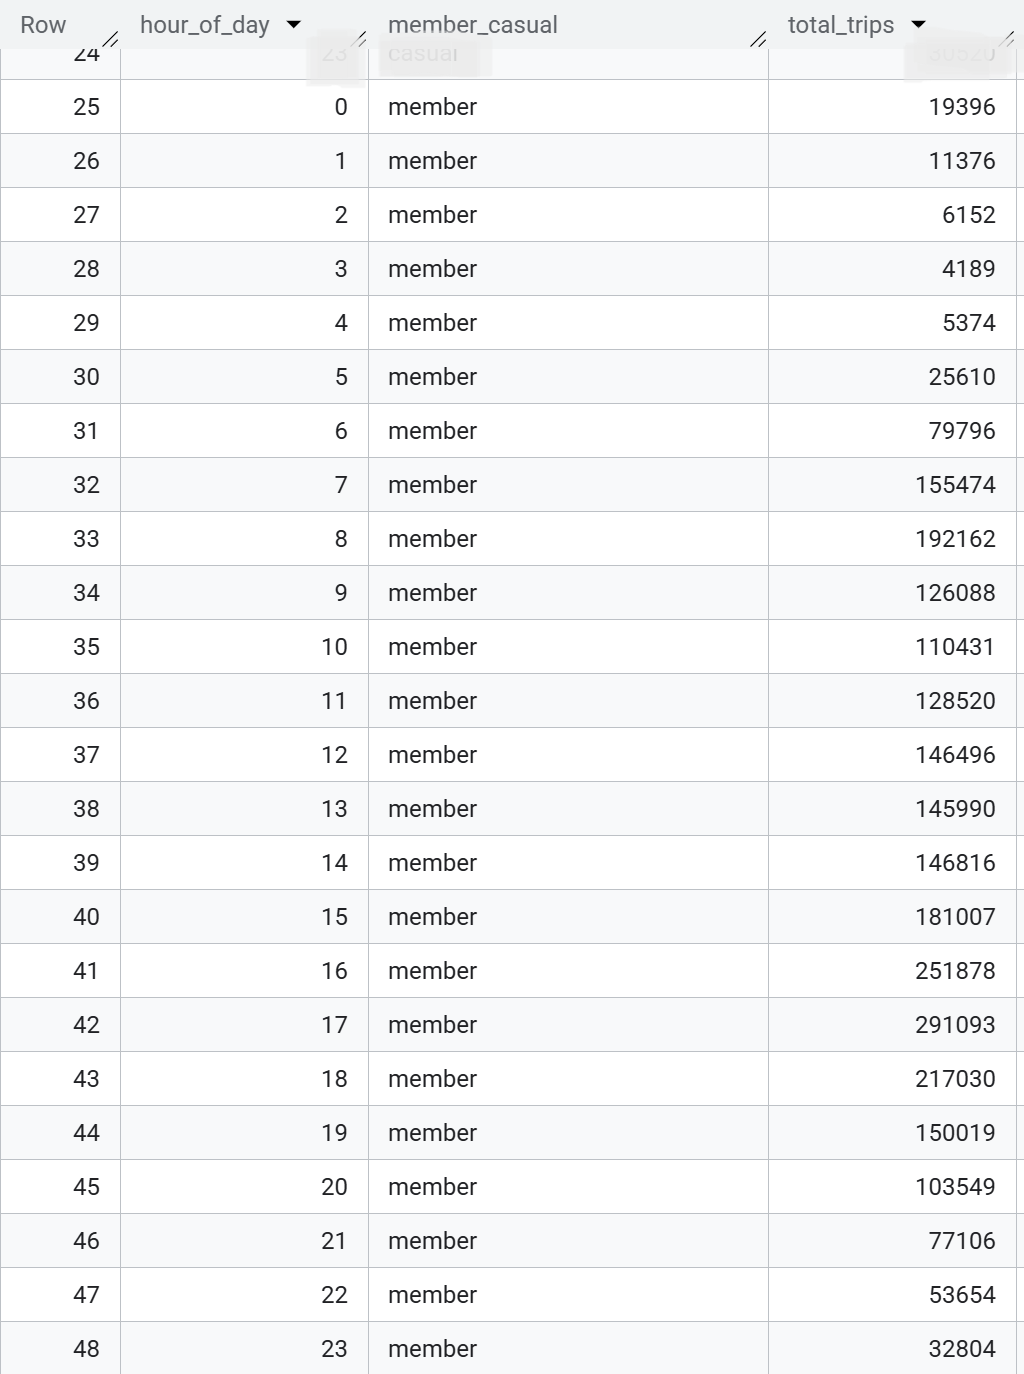 Row hour_of_day member_casual total_trips
24 23 casual
25 0 member 19396
26 1 member 11376
27 2 member 6152
28 3 member 4189
29 4 member 5374
30 5 member 25610
31 6 member 79796
32 7 member 155474
33 8 member 192162
34 9 member 126088
35 10 member 110431
36 11 member 128520
37 12 member 146496
38 13 member 145990
39 14 member 146816
40 15 member 181007
41 16 member 251878
42 17 member 291093
43 18 member 217030
44 19 member 150019
45 20 member 103549
46 21 member 77106
47 22 member 53654
48 23 member 32804